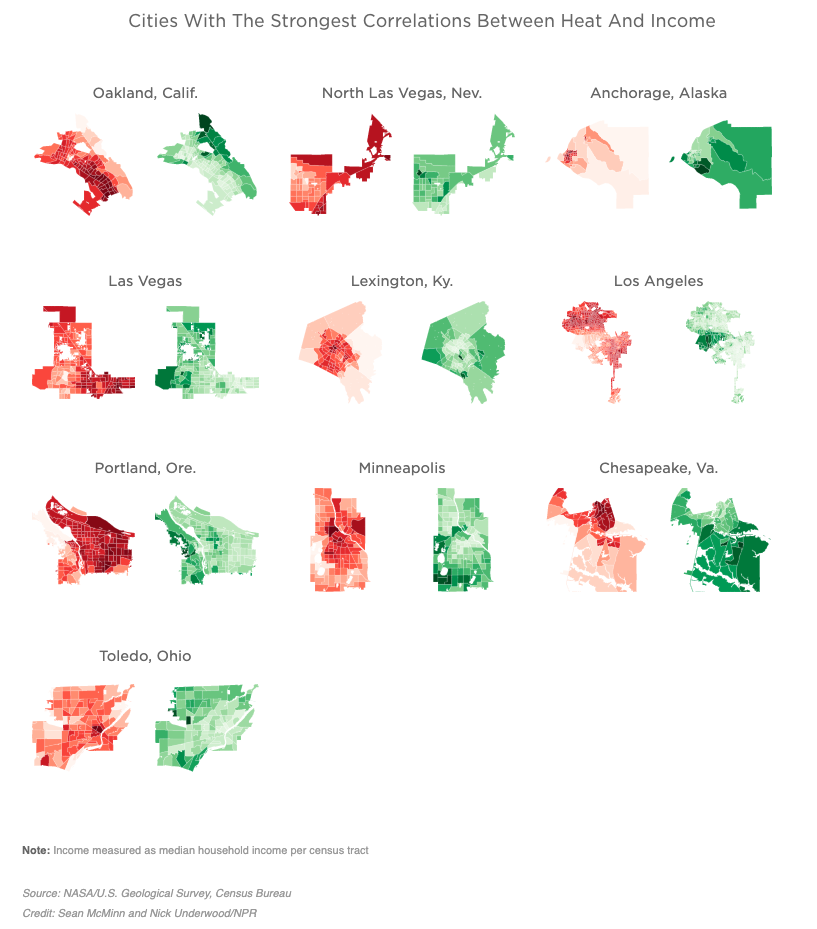 Cities With The Strongest Correlations Between Heat And Income
Oakland, Calif.
North Las Vegas, Nev.
Anchorage, Alaska
Las Vegas
Lexington, Ky.
Los Angeles
Portland, Ore.
Minneapolis
Chesapeake, Va.
Toledo, Ohio
Note: Income measured as median household income per census tract
Source: NASA/U.S. Geological Survey, Census Bureau
Credit: Sean McMinn and Nick Underwood/NPR